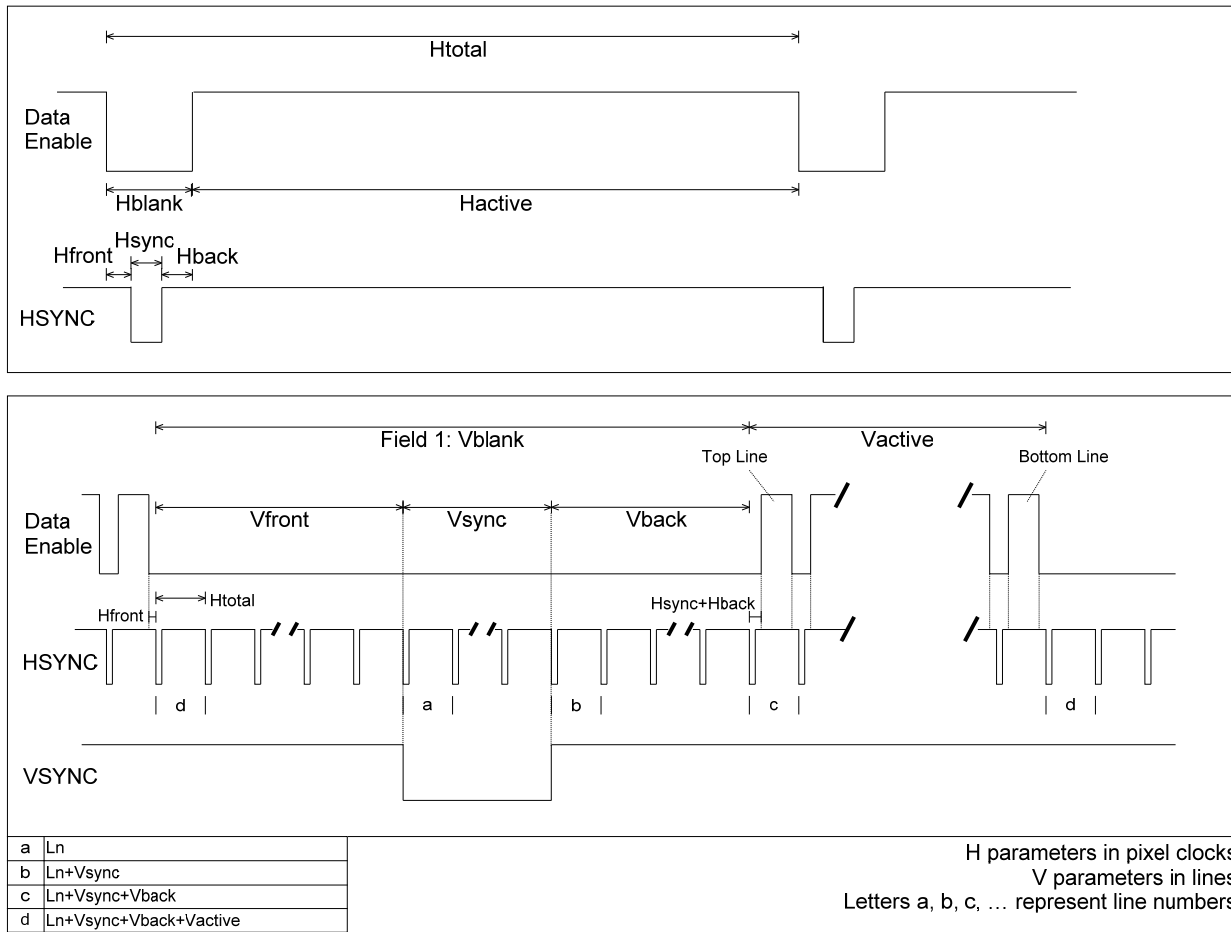 Htotal
Data
Enable
Hblank
Hactive
Hsync
Hfront
Hback
HSYNC
Field 1: Vblank
Vactive
Top Line
Bottom Line
Data
Enable
Vfront
Vsync
Vback
Htotal
Hfront
Hsync+Hback
HSYNC
d
a
b
c
d
VSYNC
a Ln
b Ln+Vsync
c Ln+Vsync+Vback
d Ln+Vsync+Vback+Vactive
H parameters in pixel clocks
V parameters in lines
Letters a, b, c, … represent line numbers